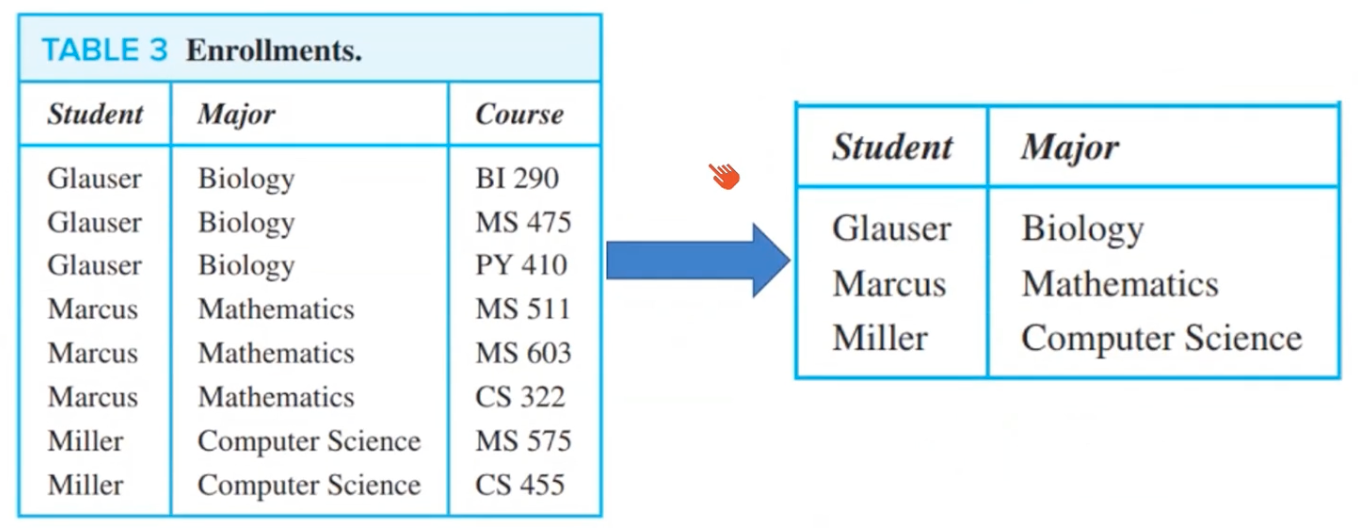 TABLE 3 Enrollments.
Student Major Course
Glauser Biology BI 290
Glauser Biology MS 475
Glauser Biology PY 410
Marcus Mathematics MS 511
Marcus Mathematics MS 603
Marcus Mathematics CS 322
Miller Computer Science MS 575
Miller Computer Science CS 455
Student Major
Glauser Biology
Marcus Mathematics
Miller Computer Science